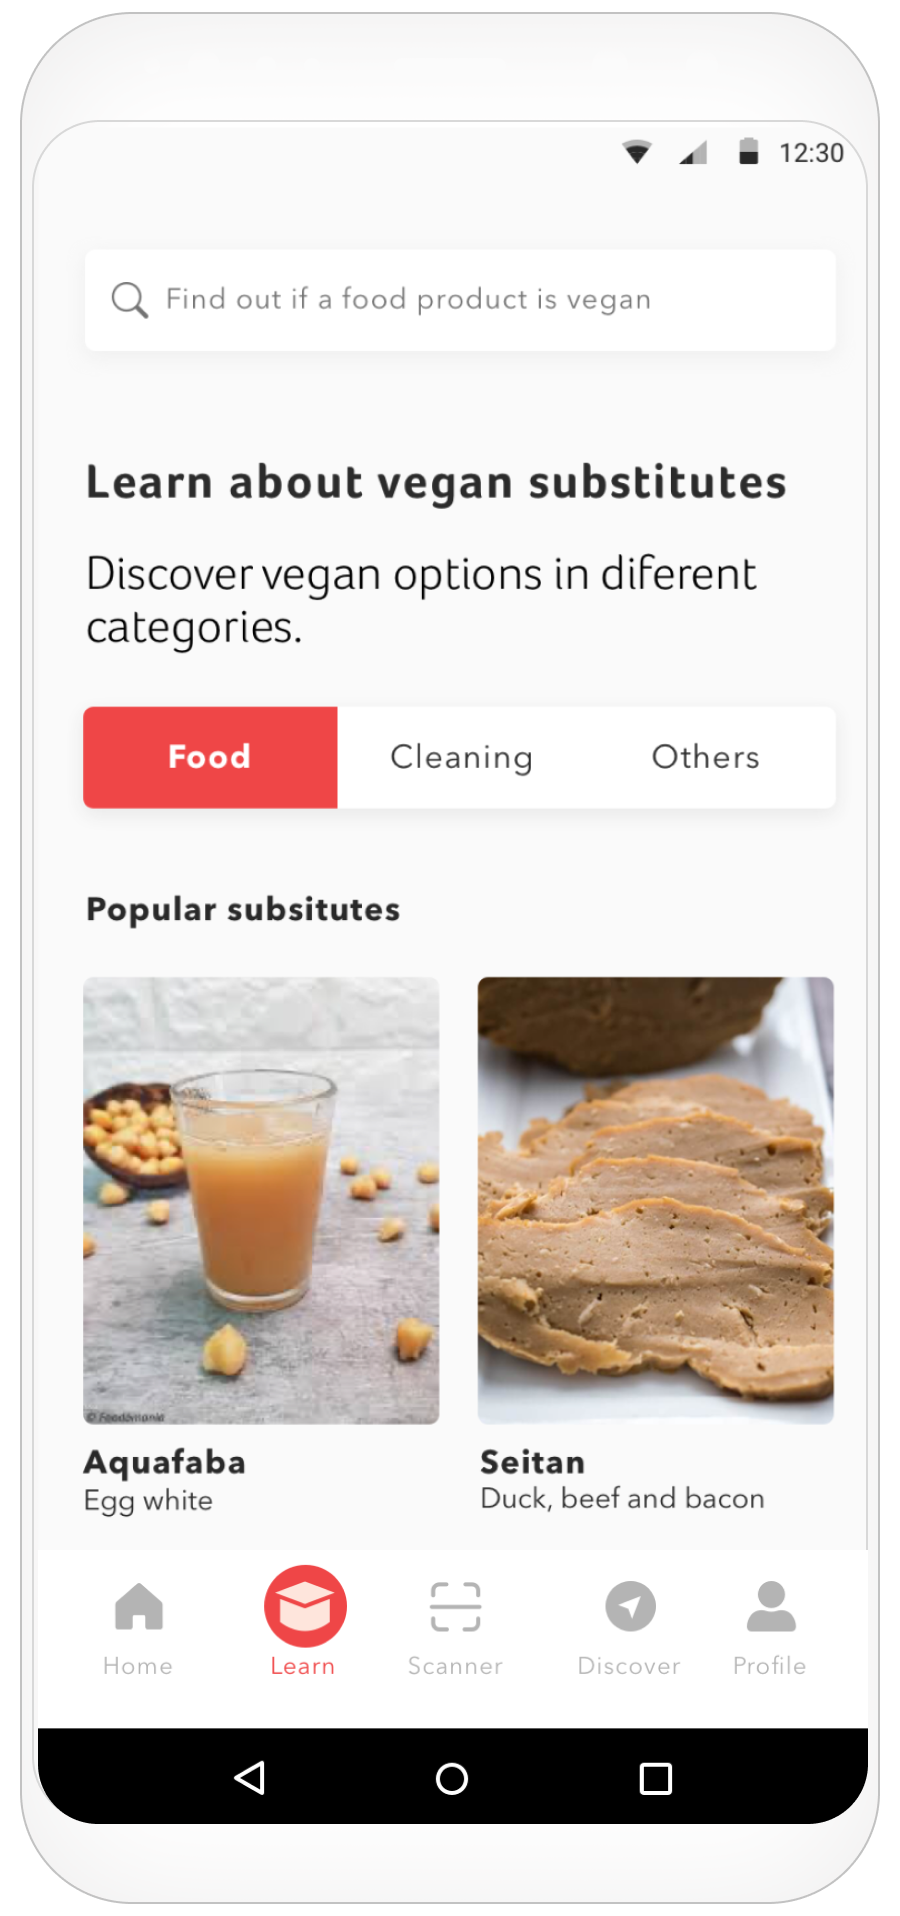 12:30
Find out if a food product is vegan
Learn about vegan substitutes
Discover vegan options in diferent
categories.
Food Cleaning Others
Popular subsitutes
© Foodomania
Aquafaba Seitan
Egg white Duck, beef and bacon
Home Learn Scanner Discover Profile